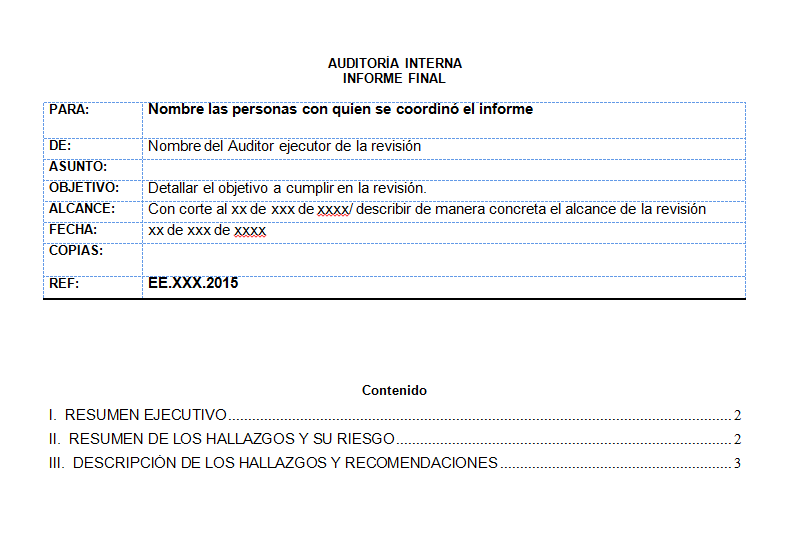 AUDITORÍA INTERNA
INFORME FINAL
PARA: Nombre las personas con quien se coordinó el informe
DE: Nombre del Auditor ejecutor de la revisión
ASUNTO:
OBJETIVO: Detallar el objetivo a cumplir en la revisión.
ALCANCE: Con corte al xx de xxx de xxxx/ describir de manera concreta el alcance de la revisión
FECHA: xx de xxx de xxxx
COPIAS:
REF: EE.XXX.2015
Contenido
I. RESUMEN EJECUTIVO 2
II. RESUMEN DE LOS HALLAZGOS Y SU RIESGO 2
III. DESCRIPCIÓN DE LOS HALLAZGOS Y RECOMENDACIONES 3